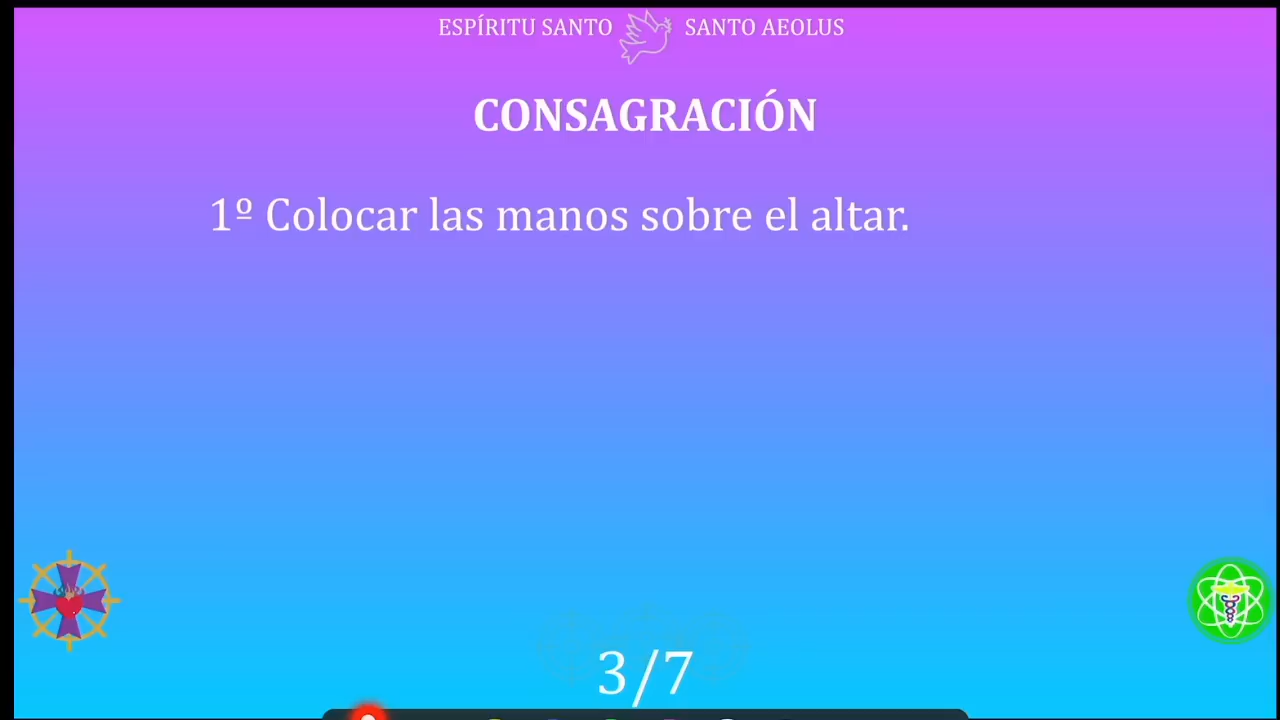 ESPÍRITU SANTO SANTO AEOLUS
CONSAGRACIÓN
1º Colocar las manos sobre el altar.
3/7